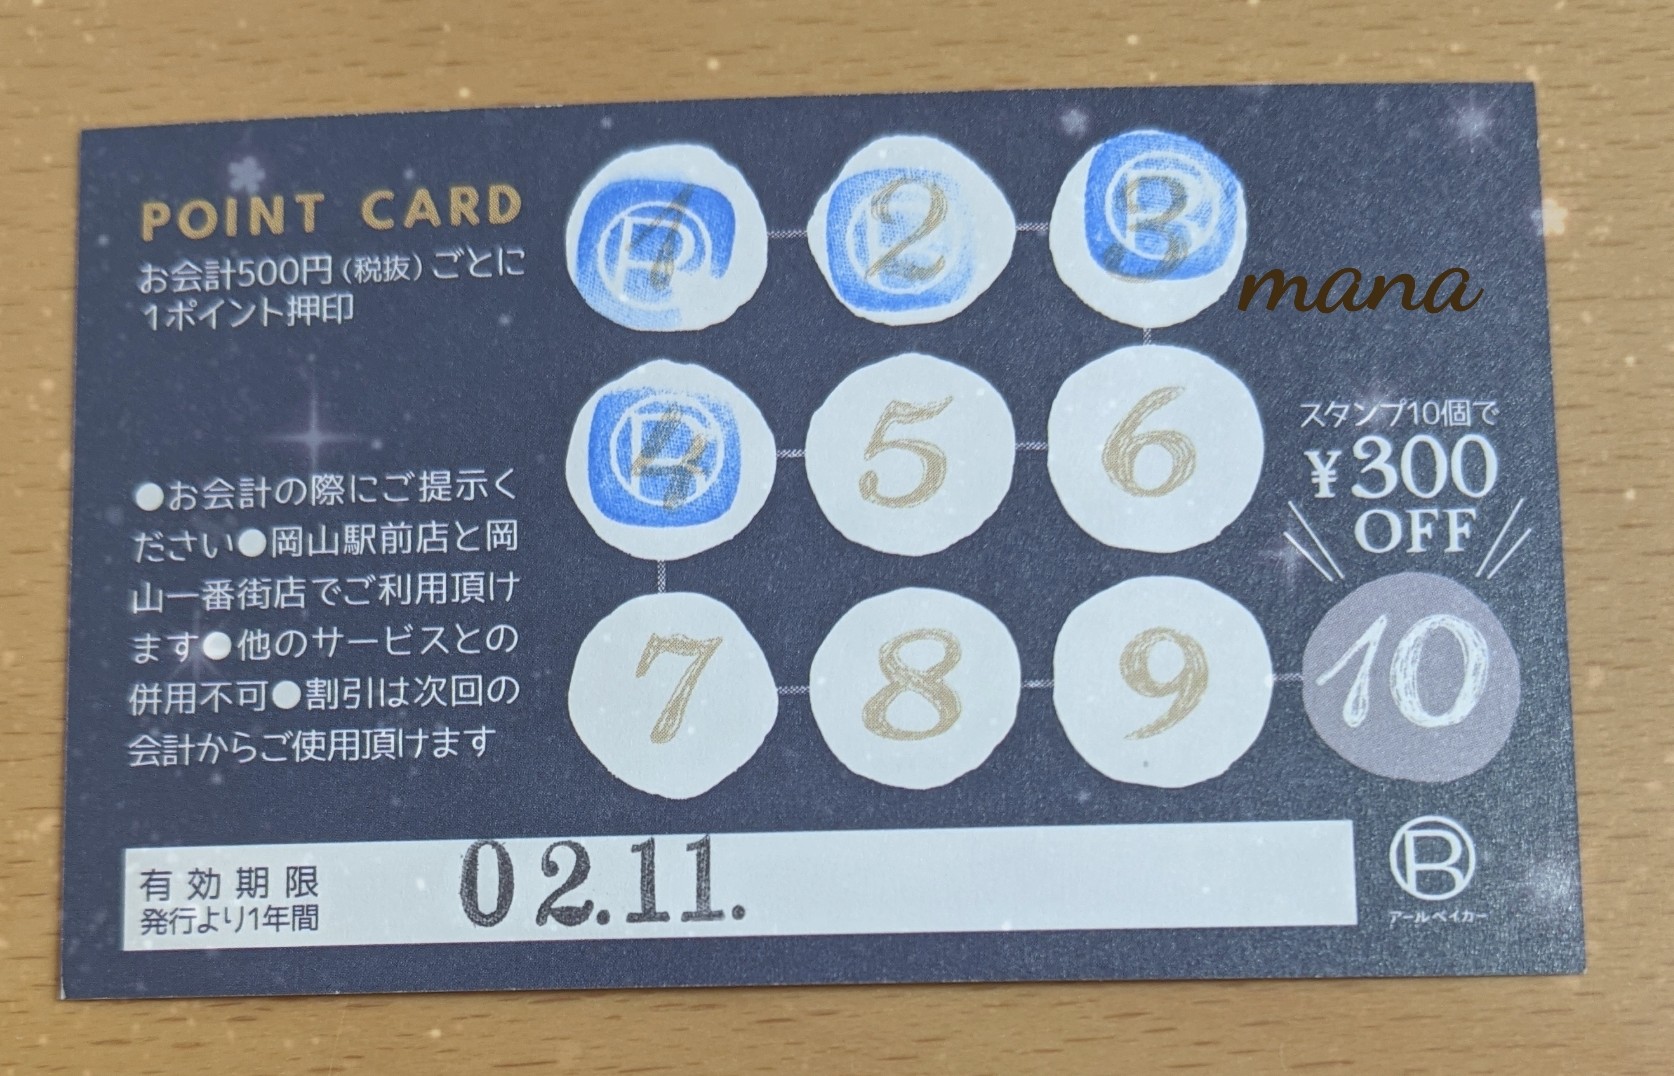 POINT CARD
お会計500円(税抜)ごとに
1ポイント押印
1
2
3
mana
4
5
6
スタンプ10個で
¥300
OFF
●お会計の際にご提示く
ださい●岡山駅前店と岡
山一番街店でご利用頂け
ます●他のサービスとの
併用不可●割引は次回の
会計からご使用頂けます
7
8
9
10
有効期限
発行より1年間
02.11.
R
アールベイカー